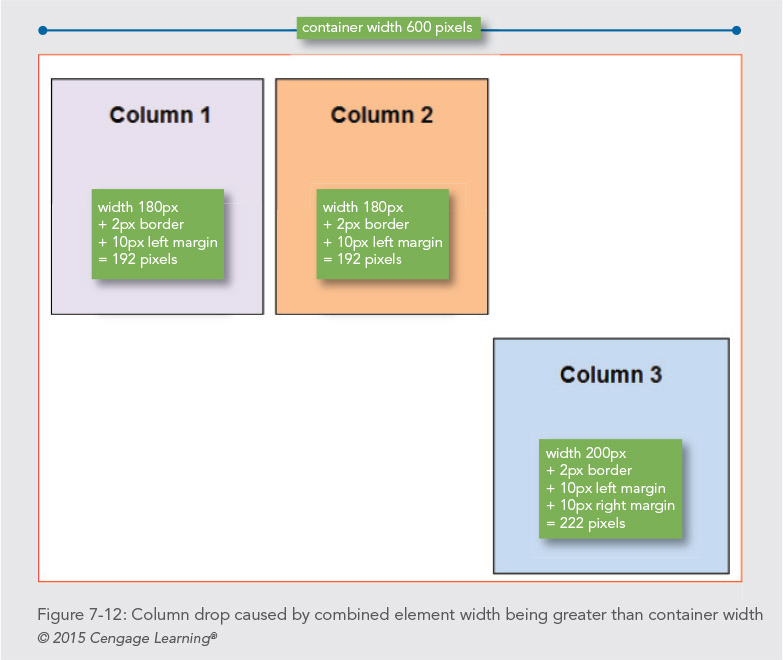 container width 600 pixels
Column 1
Column 2
width 180px
+ 2px border
+ 10px left margin
= 192 pixels
width 180px
+ 2px border
+ 10px left margin
= 192 pixels
Column 3
width 200px
+ 2px border
+ 10px left margin
+ 10px right margin
= 222 pixels
Figure 7-12: Column drop caused by combined element width being greater than container width
© 2015 Cengage Learning®